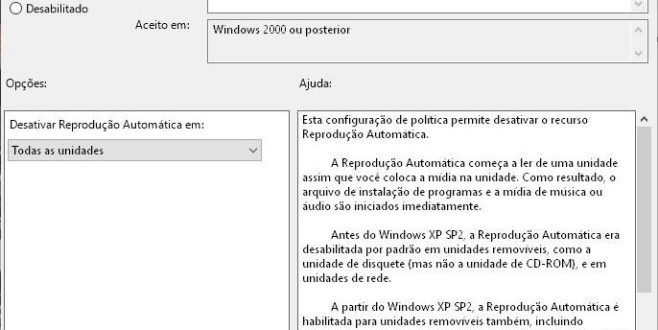 Desabilitado
Aceito em:
Windows 2000 ou posterior
Opções:
Ajuda:
Desativar Reprodução Automática em:
Todas as unidades
Esta configuração de política permite desativar o recurso
Reprodução Automática.
A Reprodução Automática começa a ler de uma unidade
assim que você coloca a mídia na unidade. Como resultado, o
arquivo de instalação de programas e a mídia de música ou
áudio são iniciados imediatamente.
Antes do Windows XP SP2, a Reprodução Automática era
desabilitada por padrão em unidades removíveis, como a
unidade de disquete (mas não a unidade de CD-ROM), e em
unidades de rede.
A partir do Windows XP SP2, a Reprodução Automática é
habilitada para unidades removíveis também, incluindo